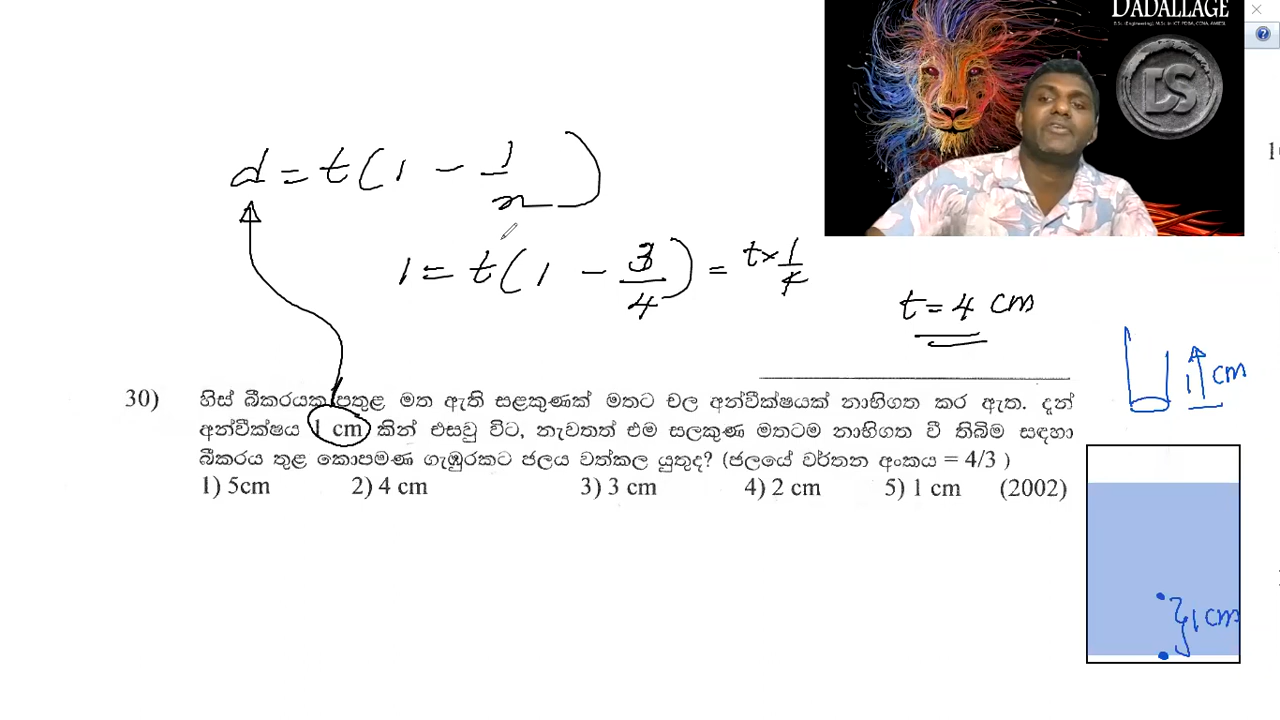 DADALLAGE
DS
d = t(1 - 1/n)
1 = t(1 - 3/4) = t × 1/4
t = 4 cm
1 cm
30) හිස් බීකරයක පතුළ මත ඇති සළකුණක් මතට චල අන්වීක්ෂයක් නාභිගත කර ඇත. දැන්
අන්වීක්ෂය 1 cm කින් එසවූ විට, නැවතත් එම සලකුණ මතටම නාභිගත වී තිබීම සඳහා
බීකරය තුළ කොපමණ ගැඹුරකට ජලය වත්කල යුතුද? (ජලයේ වර්තන අංකය = 4/3 )
1) 5cm 2) 4 cm 3) 3 cm 4) 2 cm 5) 1 cm (2002)
1 cm